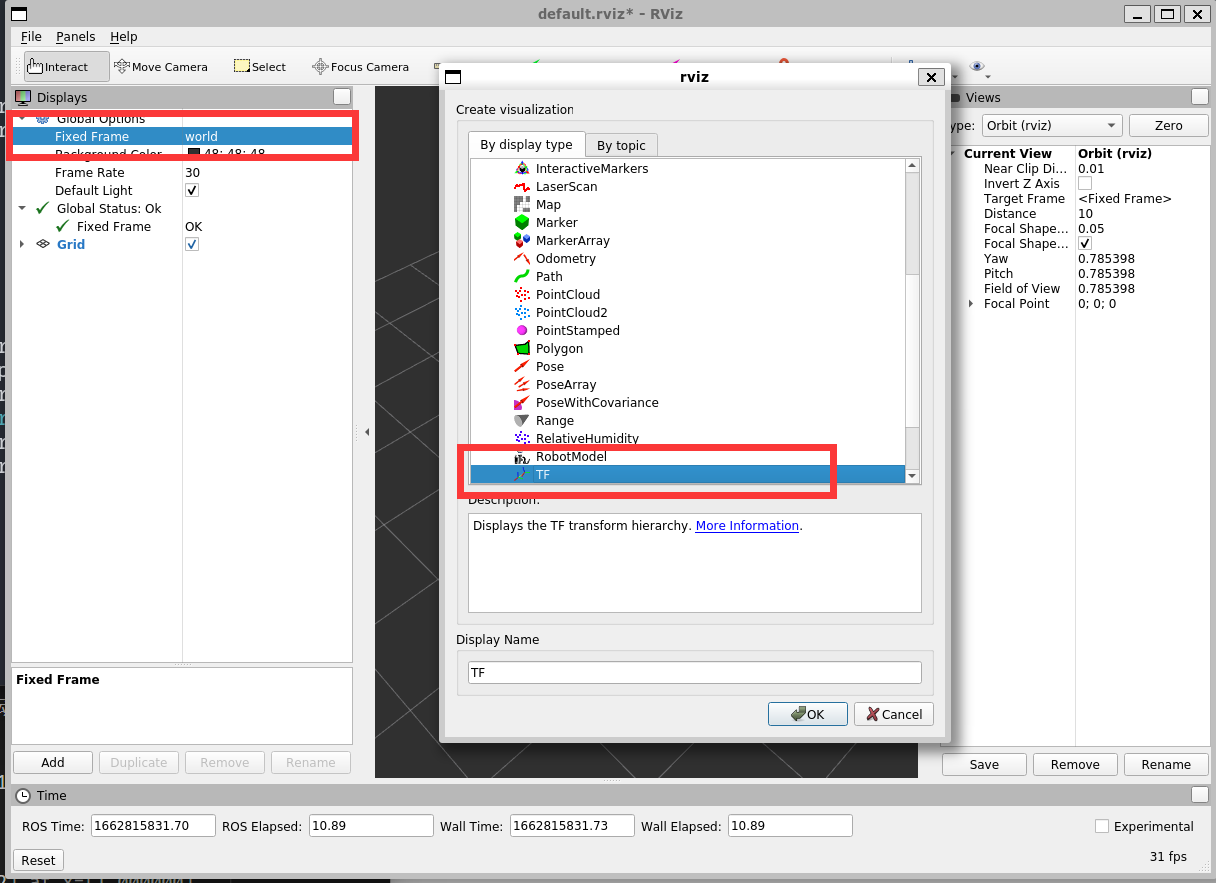 default.rviz* - RViz
File Panels Help
Interact Move Camera Select Focus Camera
Displays
Global Options
Fixed Frame world
Background Color 48; 48; 48
Frame Rate 30
Default Light
Global Status: Ok
Fixed Frame OK
Grid
Fixed Frame
Add Duplicate Remove Rename
rviz
Create visualization
By display type By topic
InteractiveMarkers
LaserScan
Map
Marker
MarkerArray
Odometry
Path
PointCloud
PointCloud2
PointStamped
Polygon
Pose
PoseArray
PoseWithCovariance
Range
RelativeHumidity
RobotModel
TF
Description:
Displays the TF transform hierarchy. More Information.
Display Name
TF
OK Cancel
Views
ype: Orbit (rviz) Zero
Current View Orbit (rviz)
Near Clip Di... 0.01
Invert Z Axis
Target Frame <Fixed Frame>
Distance 10
Focal Shape... 0.05
Focal Shape...
Yaw 0.785398
Pitch 0.785398
Field of View 0.785398
Focal Point 0; 0; 0
Save Remove Rename
Time
ROS Time: 1662815831.70 ROS Elapsed: 10.89 Wall Time: 1662815831.73 Wall Elapsed: 10.89 Experimental
Reset 31 fps